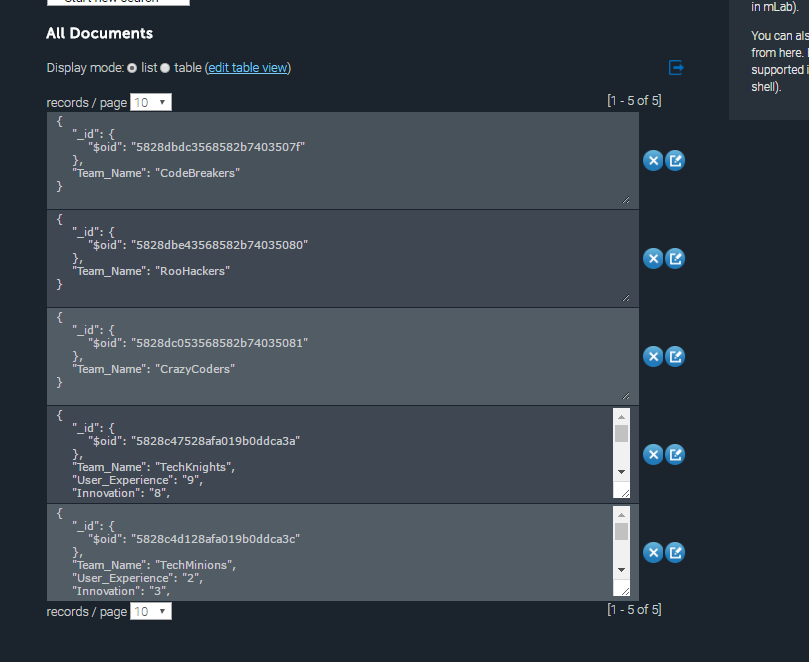 Start new search
in mLab).
You can als
from here.
supported i
shell).
All Documents
Display mode: list table (edit table view)
records / page 10 [1 - 5 of 5]
{
"_id": {
"$oid": "5828dbdc3568582b7403507f"
},
"Team_Name": "CodeBreakers"
}
{
"_id": {
"$oid": "5828dbe43568582b74035080"
},
"Team_Name": "RooHackers"
}
{
"_id": {
"$oid": "5828dc053568582b74035081"
},
"Team_Name": "CrazyCoders"
}
{
"_id": {
"$oid": "5828c47528afa019b0ddca3a"
},
"Team_Name": "TechKnights",
"User_Experience": "9",
"Innovation": "8",
{
"_id": {
"$oid": "5828c4d128afa019b0ddca3c"
},
"Team_Name": "TechMinions",
"User_Experience": "2",
"Innovation": "3",
records / page 10 [1 - 5 of 5]